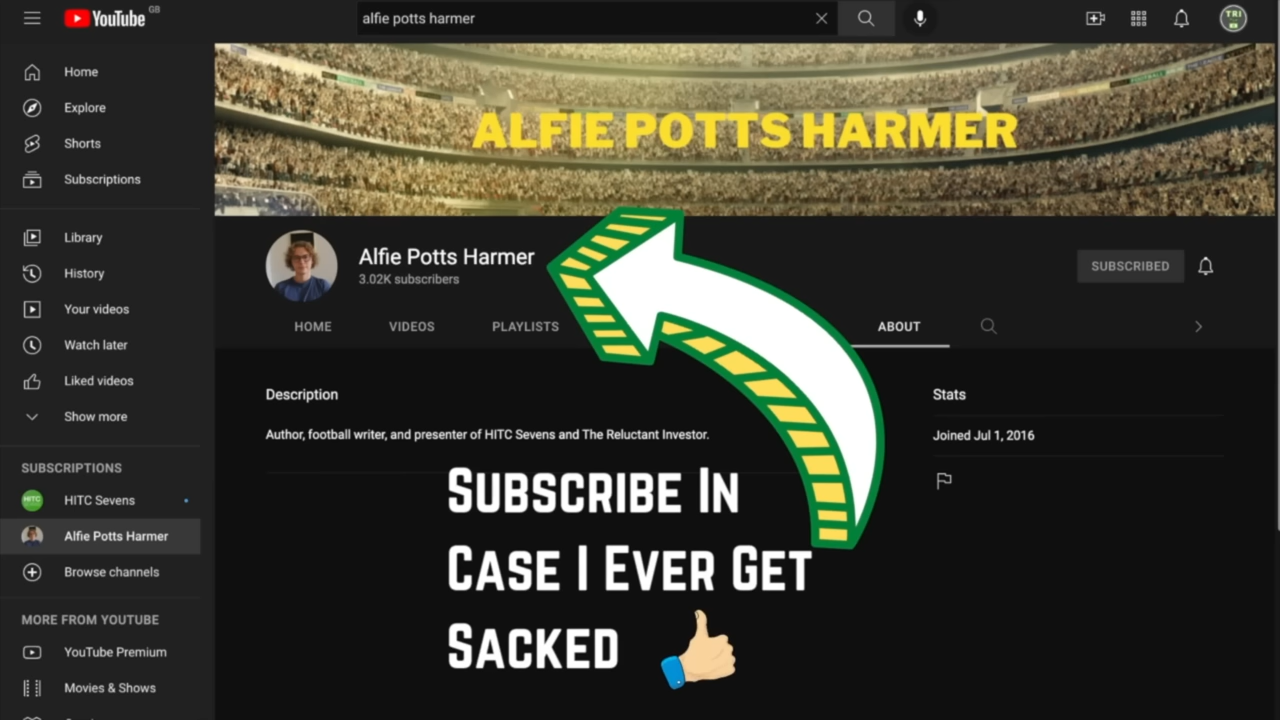 YouTube GB
alfie potts harmer
TRI
Home
Explore
Shorts
Subscriptions
Library
History
Your videos
Watch later
Liked videos
Show more
SUBSCRIPTIONS
HITC
HITC Sevens
Alfie Potts Harmer
Browse channels
MORE FROM YOUTUBE
YouTube Premium
Movies & Shows
ALFIE POTTS HARMER
Alfie Potts Harmer
3.02K subscribers
SUBSCRIBED
HOME
VIDEOS
PLAYLISTS
ABOUT
Description
Author, football writer, and presenter of HITC Sevens and The Reluctant Investor.
Stats
Joined Jul 1, 2016
SUBSCRIBE IN
CASE I EVER GET
SACKED